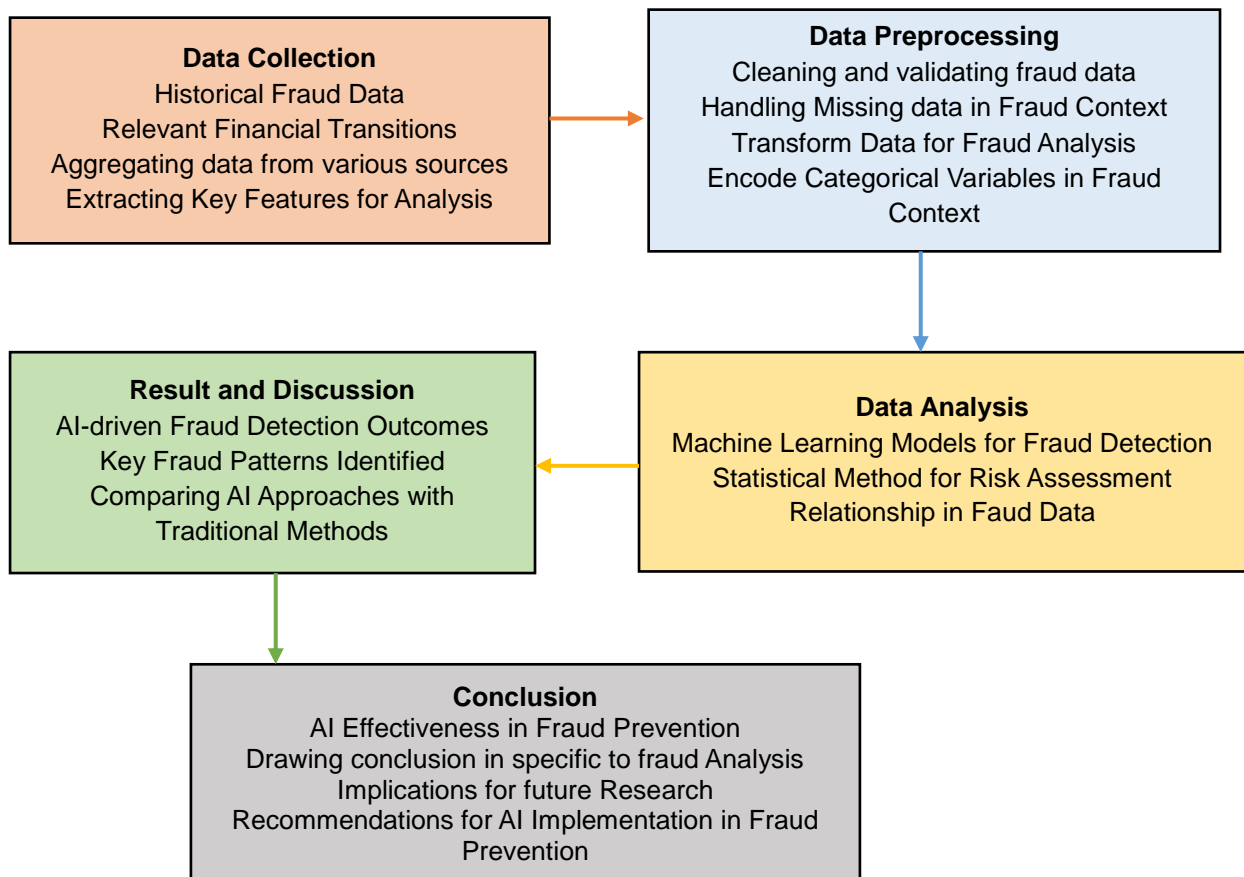 Data Collection
Historical Fraud Data
Relevant Financial Transitions
Aggregating data from various sources
Extracting Key Features for Analysis
Data Preprocessing
Cleaning and validating fraud data
Handling Missing data in Fraud Context
Transform Data for Fraud Analysis
Encode Categorical Variables in Fraud
Context
Data Analysis
Machine Learning Models for Fraud Detection
Statistical Method for Risk Assessment
Relationship in Faud Data
Result and Discussion
AI-driven Fraud Detection Outcomes
Key Fraud Patterns Identified
Comparing AI Approaches with
Traditional Methods
Conclusion
AI Effectiveness in Fraud Prevention
Drawing conclusion in specific to fraud Analysis
Implications for future Research
Recommendations for AI Implementation in Fraud
Prevention